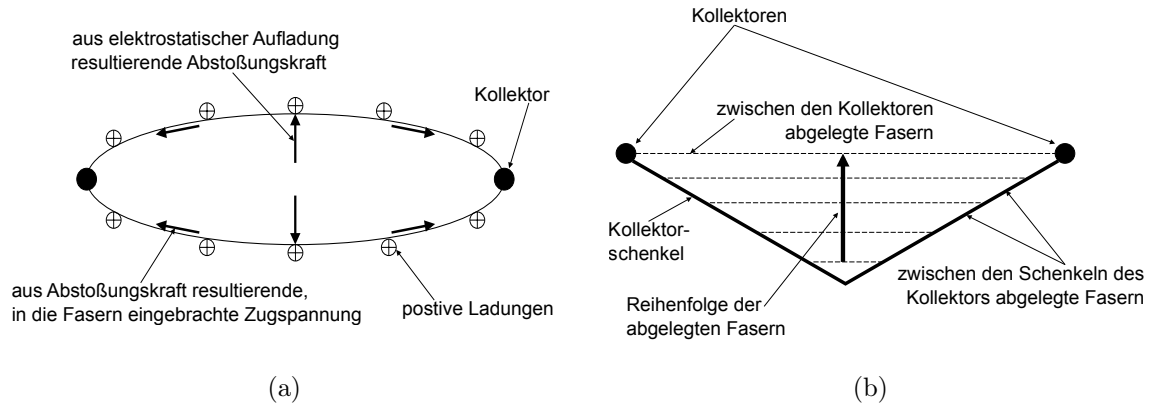 aus elektrostatischer Aufladung
resultierende Abstoßungskraft
Kollektor
aus Abstoßungskraft resultierende,
in die Fasern eingebrachte Zugspannung
postive Ladungen
(a)
Kollektoren
zwischen den Kollektoren
abgelegte Fasern
Kollektor-
schenkel
Reihenfolge der
abgelegten Fasern
zwischen den Schenkeln des
Kollektors abgelegte Fasern
(b)